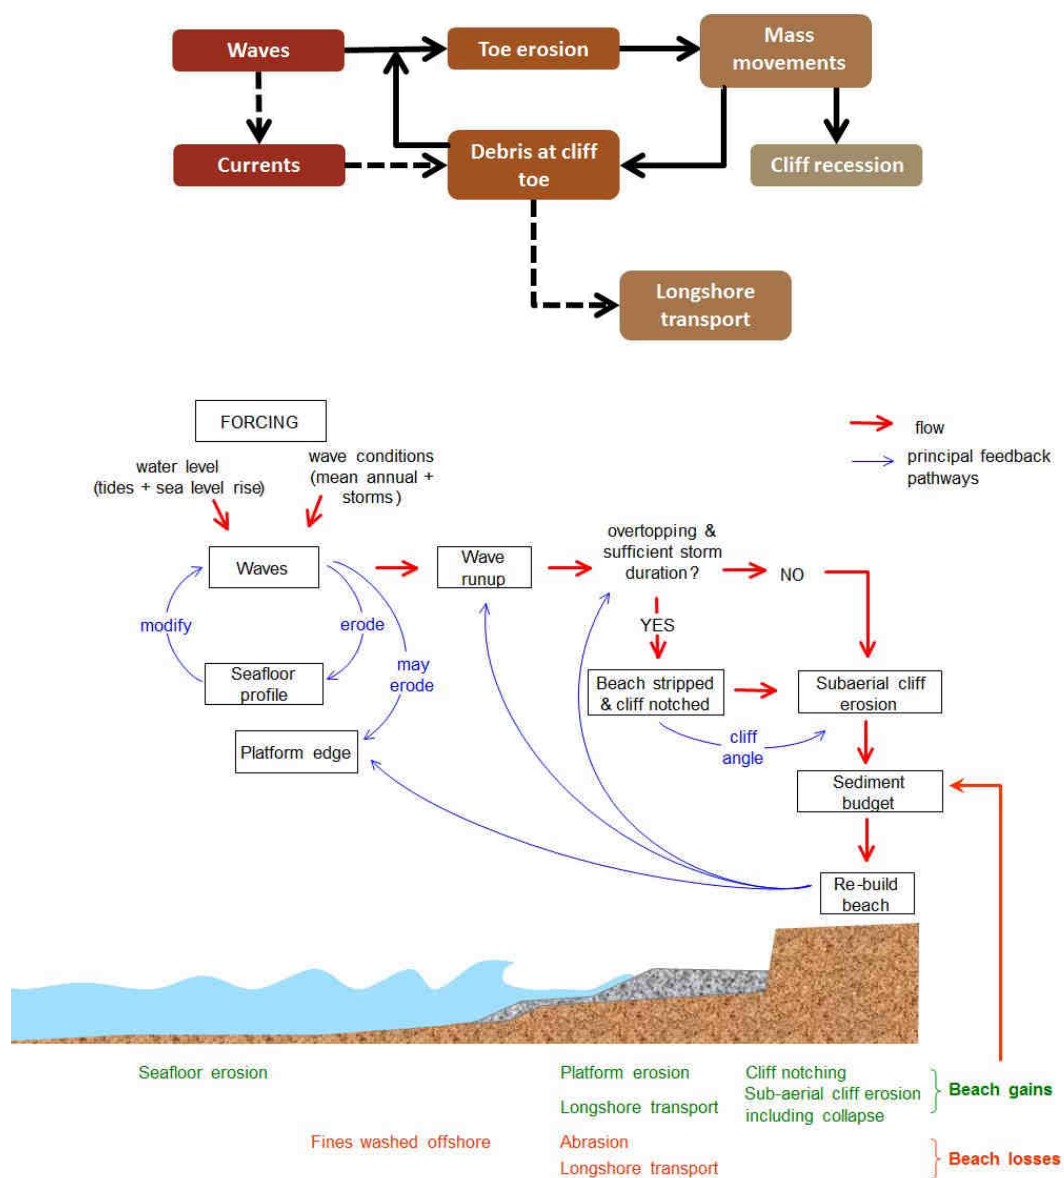 Waves
Toe erosion
Mass
movements
Currents
Debris at cliff
toe
Cliff recession
Longshore
transport
FORCING
flow
principal feedback
pathways
water level
(tides + sea level rise)
wave conditions
(mean annual +
storms)
overtopping &
sufficient storm
duration?
Waves
Wave
runup
NO
modify
erode
YES
may
erode
Seafloor
profile
Beach stripped
& cliff notched
Subaerial cliff
erosion
Platform edge
cliff
angle
Sediment
budget
Re-build
beach
Seafloor erosion
Platform erosion
Longshore transport
Cliff notching
Sub-aerial cliff erosion
including collapse
Beach gains
Fines washed offshore
Abrasion
Longshore transport
Beach losses